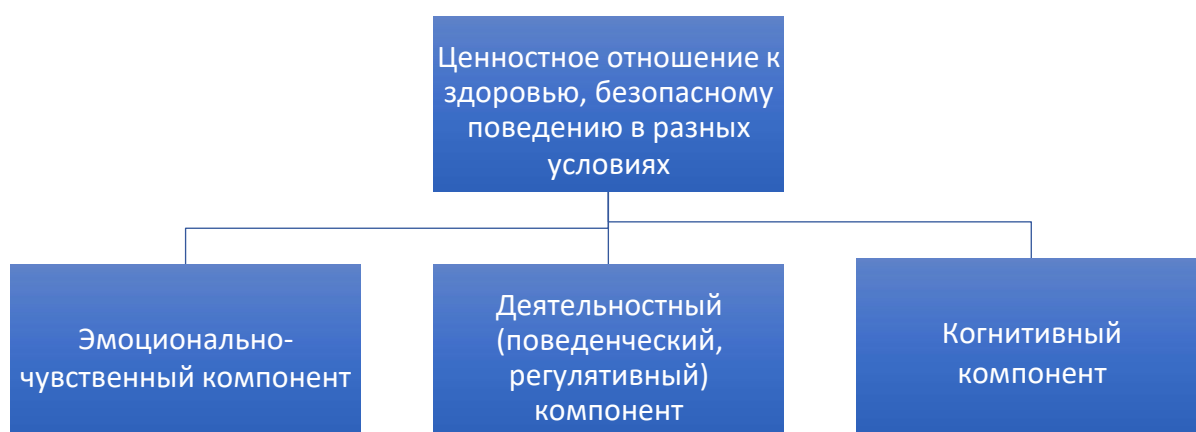 Ценностное отношение к
здоровью, безопасному
поведению в разных
условиях
Эмоционально-
чувственный компонент
Деятельностный
(поведенческий,
регулятивный)
компонент
Когнитивный
компонент